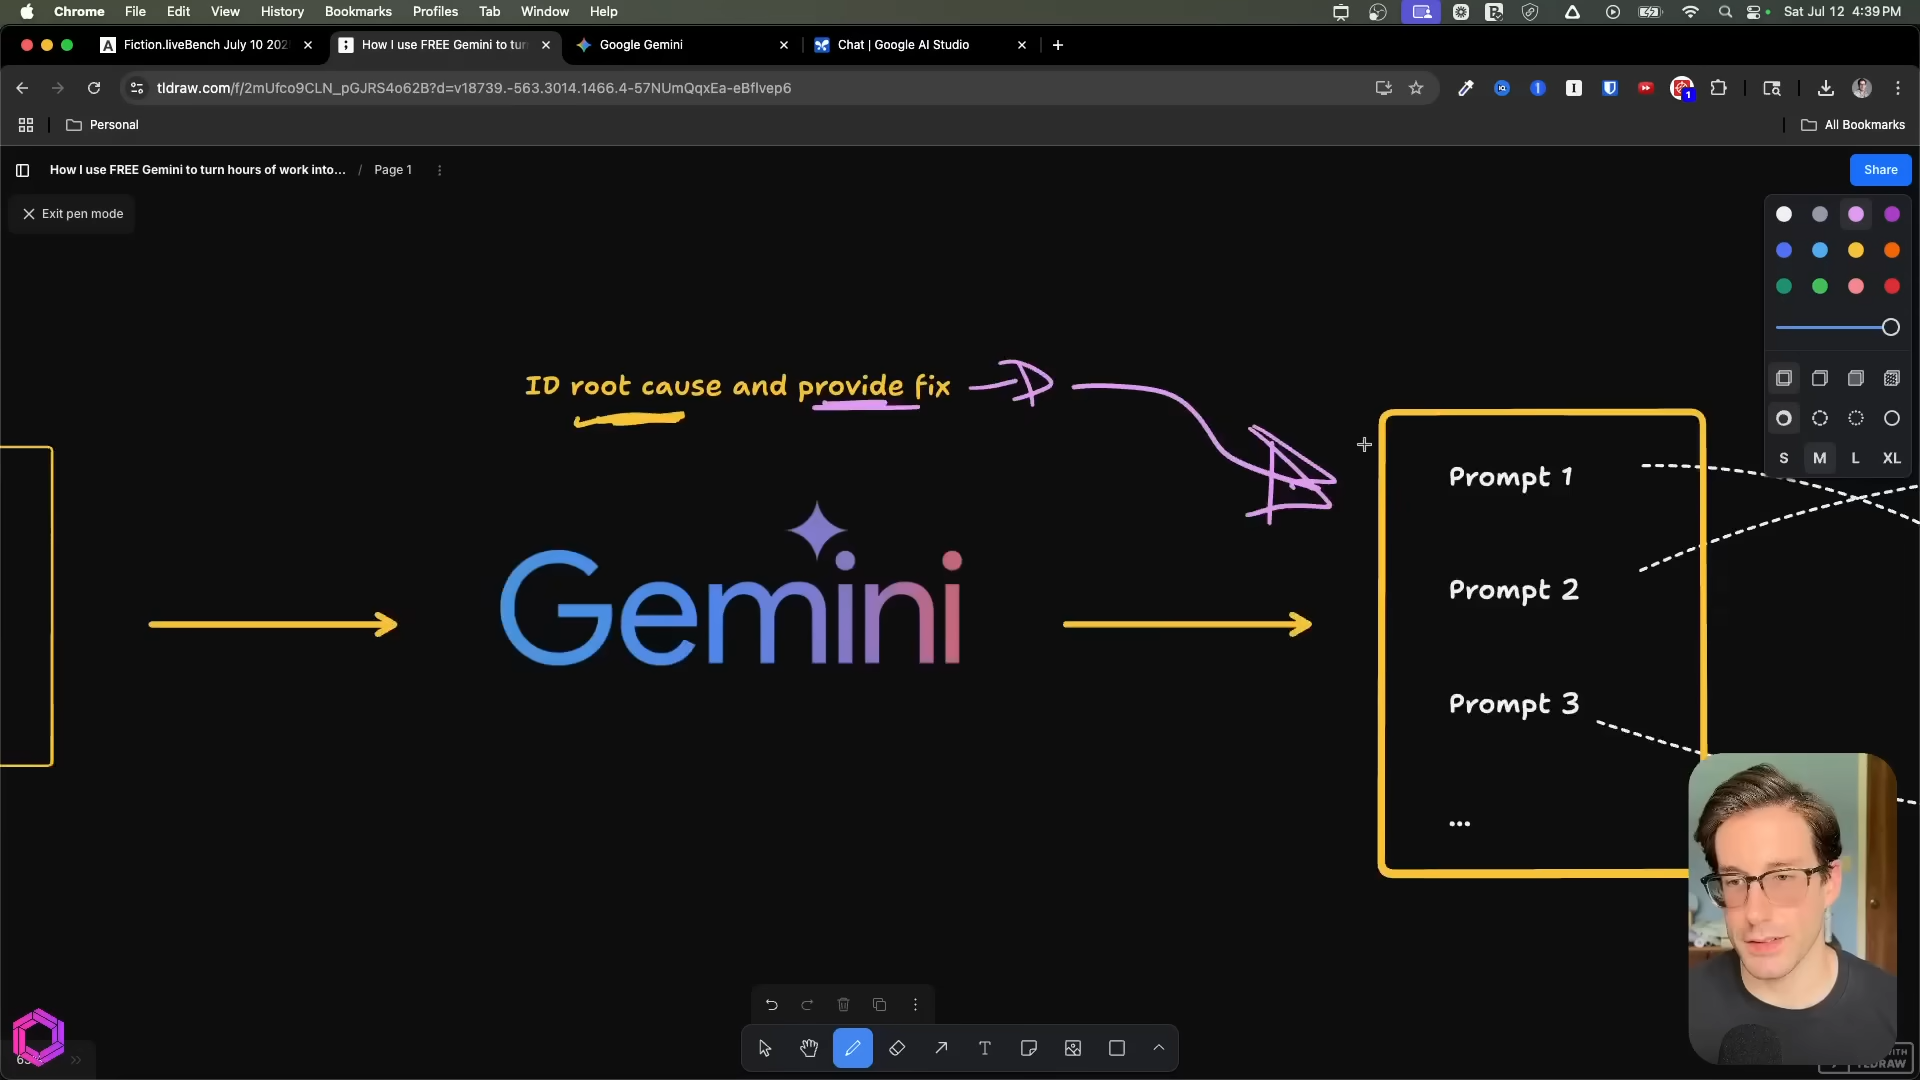 Chrome File Edit View History Bookmarks Profiles Tab Window Help
Sat Jul 12 4:39 PM
Fiction.liveBench July 10 202
How I use FREE Gemini to tur
Google Gemini
Chat | Google AI Studio
tldraw.com/f/2mUfco9CLN_pGJRS4o62B?d=v18739.-563.3014.1466.4-57NUmQqxEa-eBflvep6
Personal
All Bookmarks
How I use FREE Gemini to turn hours of work into... / Page 1
Share
Exit pen mode
ID root cause and provide fix
S M L XL
Prompt 1
Gemini
Prompt 2
Prompt 3
...